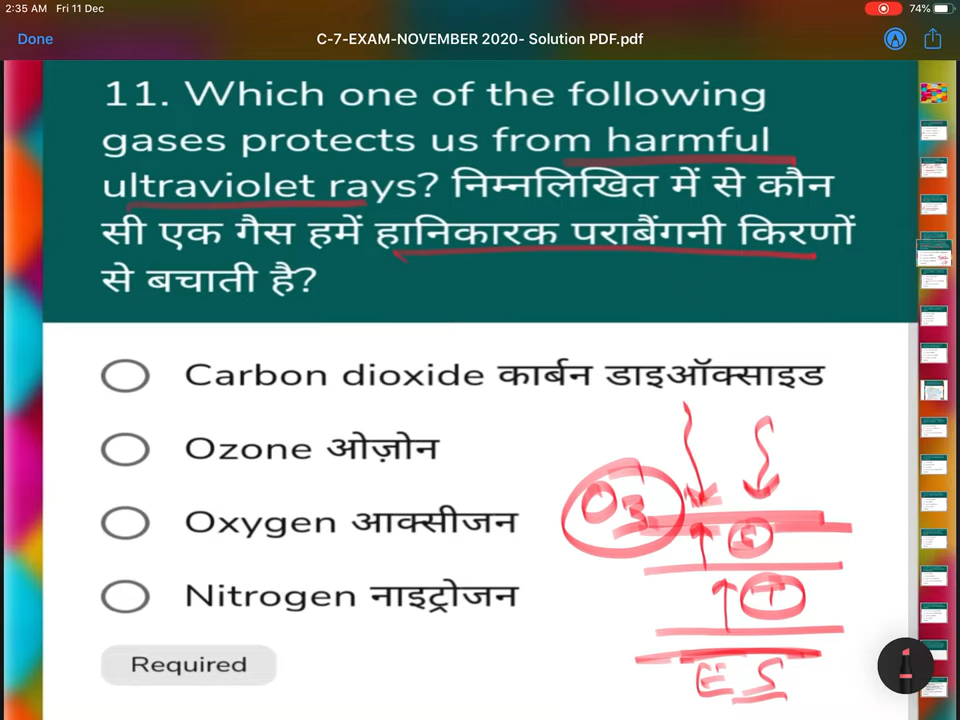 2:35 AM Fri 11 Dec
74%
Done
C-7-EXAM-NOVEMBER 2020- Solution PDF.pdf
11. Which one of the following
gases protects us from harmful
ultraviolet rays? निम्नलिखित में से कौन
सी एक गैस हमें हानिकारक पराबैंगनी किरणों
से बचाती है?
Carbon dioxide कार्बन डाइऑक्साइड
Ozone ओज़ोन
Oxygen आक्सीजन
Nitrogen नाइट्रोजन
O3
S
T
ES
Required